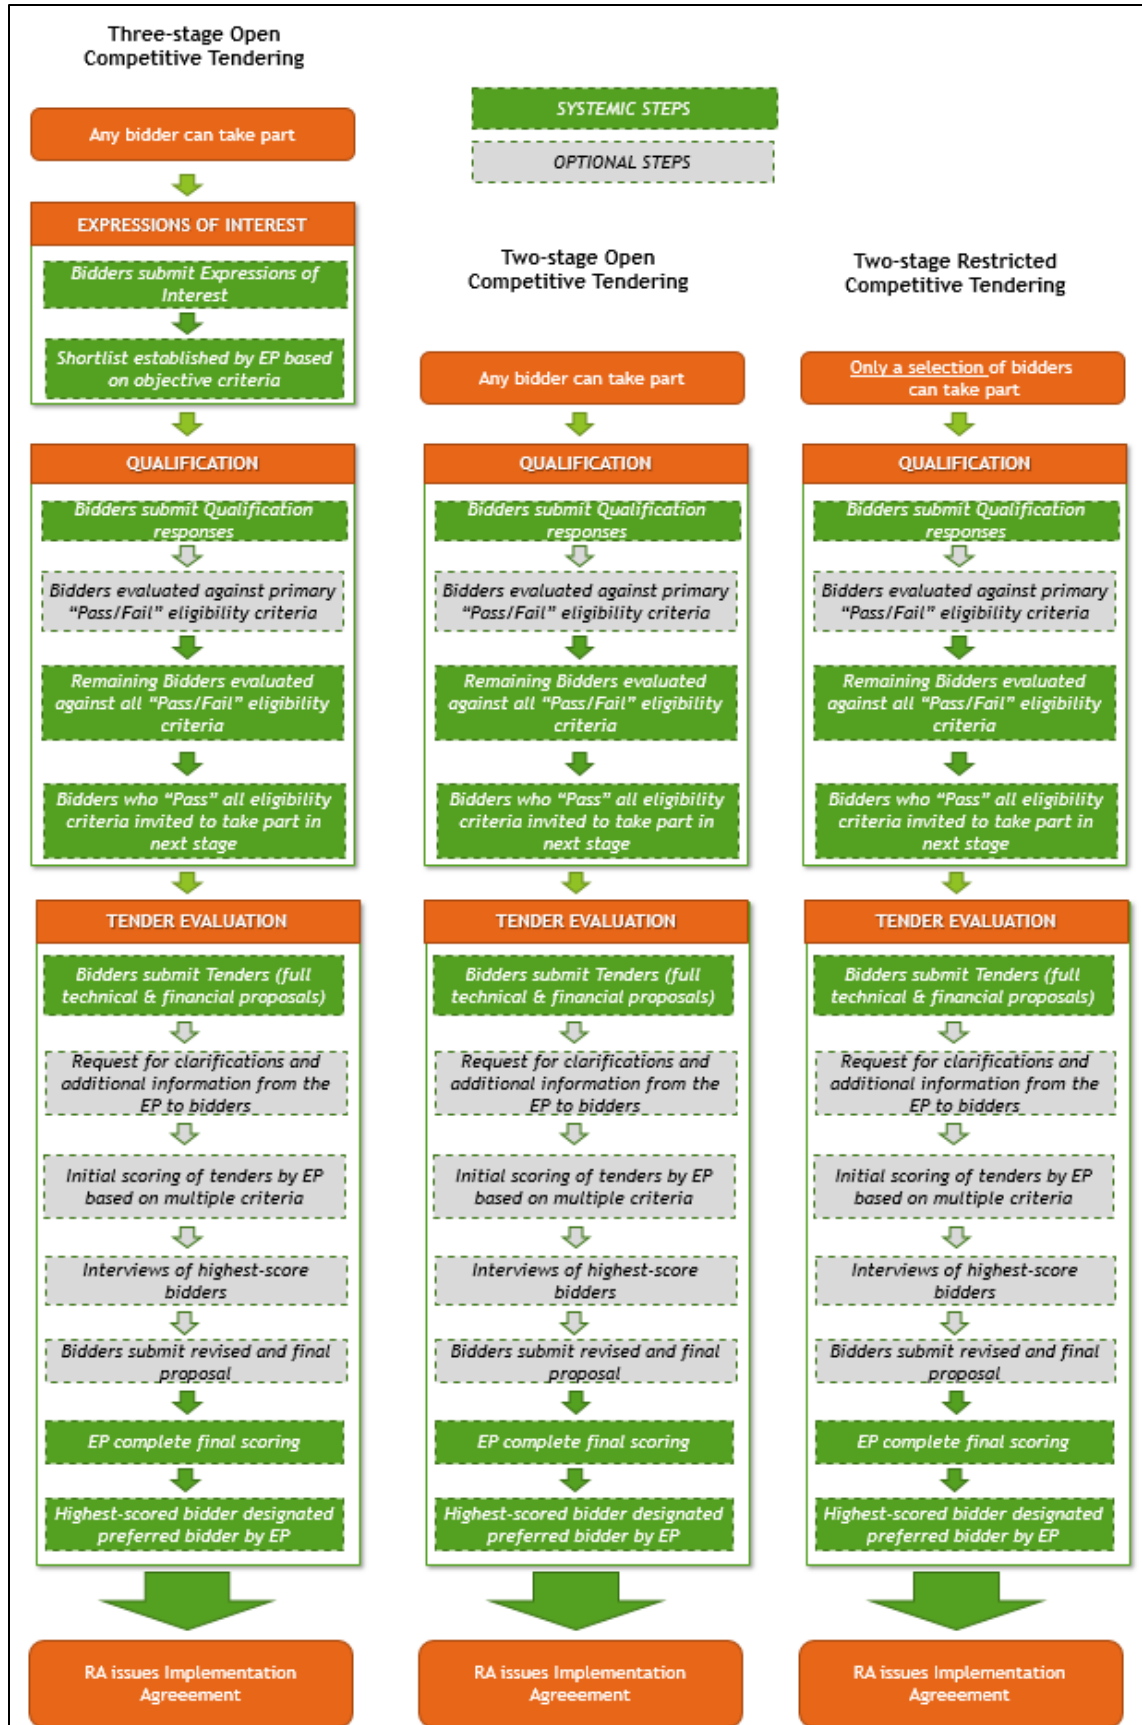 Three-stage Open
Competitive Tendering
Any bidder can take part
EXPRESSIONS OF INTEREST
Bidders submit Expressions of
Interest
Shortlist established by EP based
on objective criteria
QUALIFICATION
Bidders submit Qualification
responses
Bidders evaluated against primary
“Pass/Fail” eligibility criteria
Remaining Bidders evaluated
against all “Pass/Fail” eligibility
criteria
Bidders who “Pass” all eligibility
criteria invited to take part in
next stage
TENDER EVALUATION
Bidders submit Tenders (full
technical & financial proposals)
Request for clarifications and
additional information from the
EP to bidders
Initial scoring of tenders by EP
based on multiple criteria
Interviews of highest-score
bidders
Bidders submit revised and final
proposal
EP complete final scoring
Highest-scored bidder designated
preferred bidder by EP
RA issues Implementation
Agreeement
SYSTEMIC STEPS
OPTIONAL STEPS
Two-stage Open
Competitive Tendering
Any bidder can take part
QUALIFICATION
Bidders submit Qualification
responses
Bidders evaluated against primary
“Pass/Fail” eligibility criteria
Remaining Bidders evaluated
against all “Pass/Fail” eligibility
criteria
Bidders who “Pass” all eligibility
criteria invited to take part in
next stage
TENDER EVALUATION
Bidders submit Tenders (full
technical & financial proposals)
Request for clarifications and
additional information from the
EP to bidders
Initial scoring of tenders by EP
based on multiple criteria
Interviews of highest-score
bidders
Bidders submit revised and final
proposal
EP complete final scoring
Highest-scored bidder designated
preferred bidder by EP
RA issues Implementation
Agreeement
Two-stage Restricted
Competitive Tendering
Only a selection of bidders
can take part
QUALIFICATION
Bidders submit Qualification
responses
Bidders evaluated against primary
“Pass/Fail” eligibility criteria
Remaining Bidders evaluated
against all “Pass/Fail” eligibility
criteria
Bidders who “Pass” all eligibility
criteria invited to take part in
next stage
TENDER EVALUATION
Bidders submit Tenders (full
technical & financial proposals)
Request for clarifications and
additional information from the
EP to bidders
Initial scoring of tenders by EP
based on multiple criteria
Interviews of highest-score
bidders
Bidders submit revised and final
proposal
EP complete final scoring
Highest-scored bidder designated
preferred bidder by EP
RA issues Implementation
Agreeement